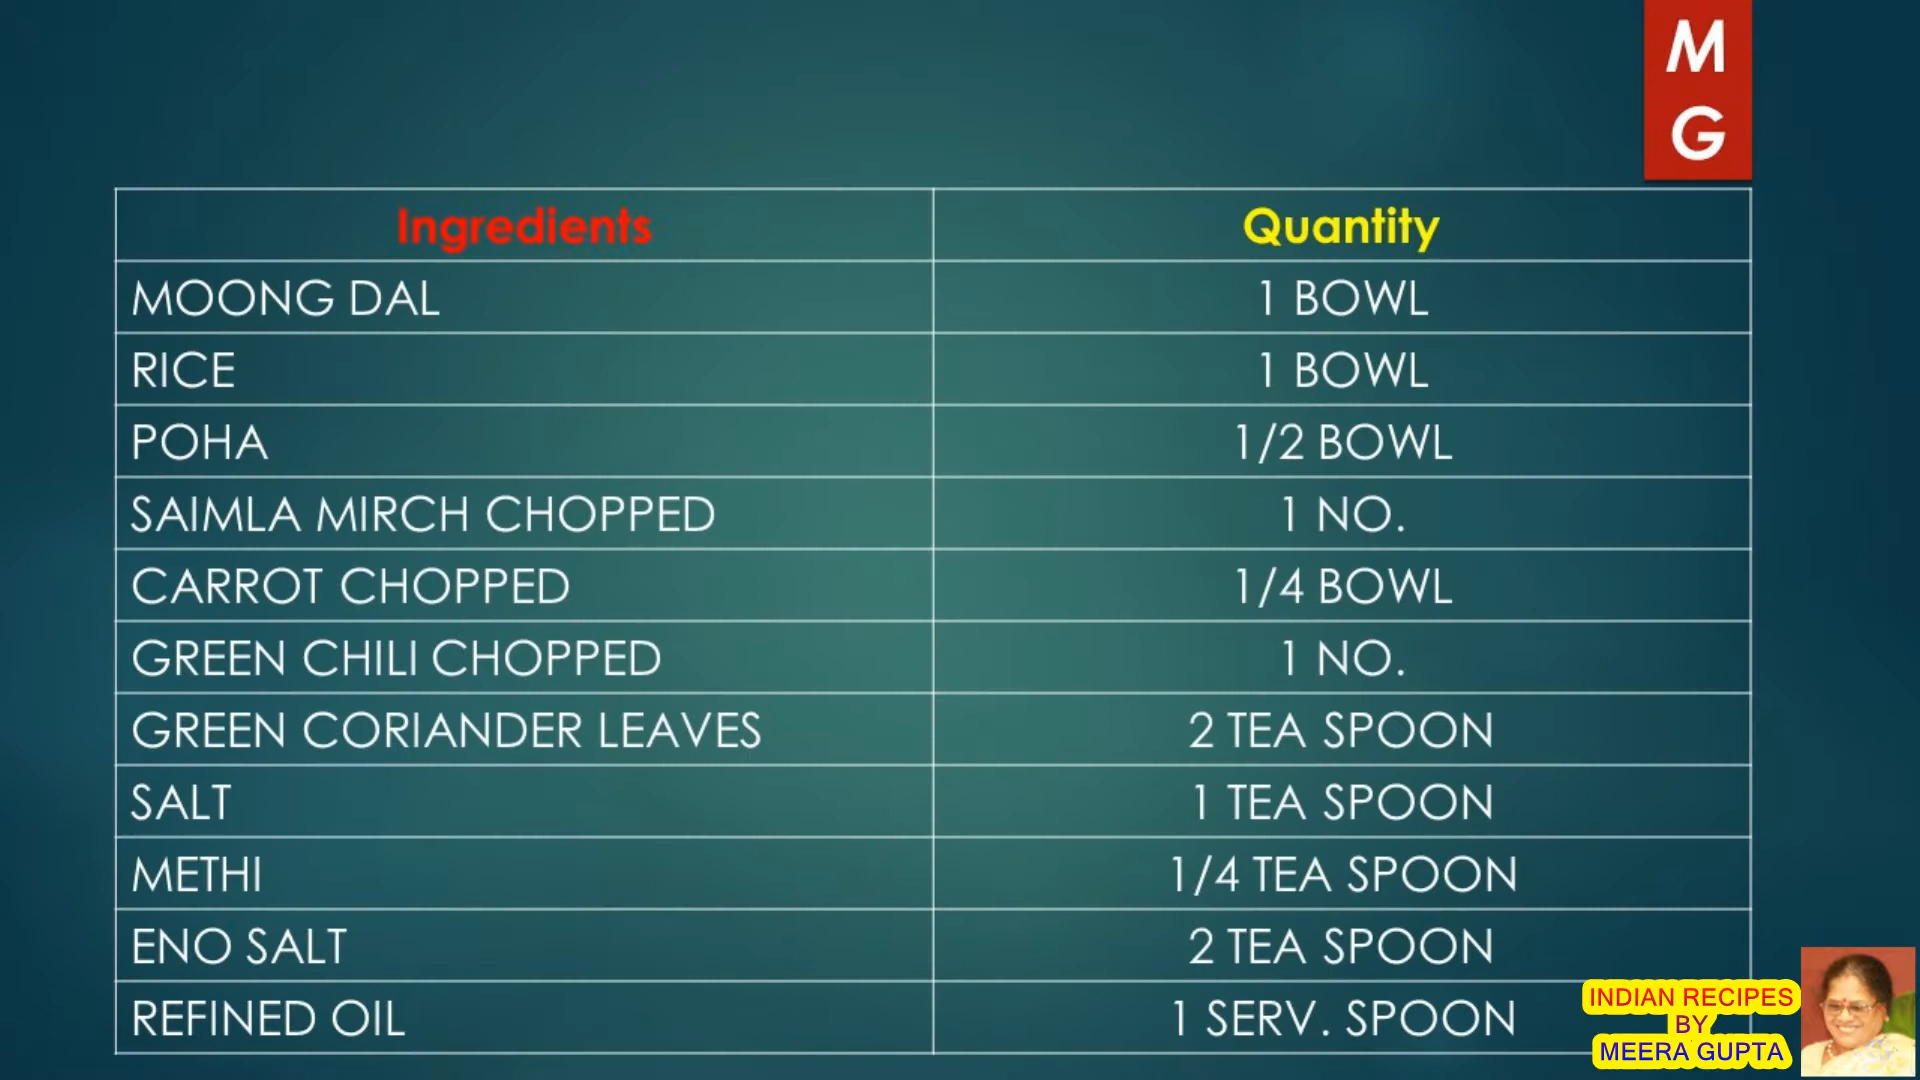 M
G
Ingredients Quantity
MOONG DAL 1 BOWL
RICE 1 BOWL
POHA 1/2 BOWL
SAIMLA MIRCH CHOPPED 1 NO.
CARROT CHOPPED 1/4 BOWL
GREEN CHILI CHOPPED 1 NO.
GREEN CORIANDER LEAVES 2 TEA SPOON
SALT 1 TEA SPOON
METHI 1/4 TEA SPOON
ENO SALT 2 TEA SPOON
REFINED OIL 1 SERV. SPOON
INDIAN RECIPES
BY
MEERA GUPTA